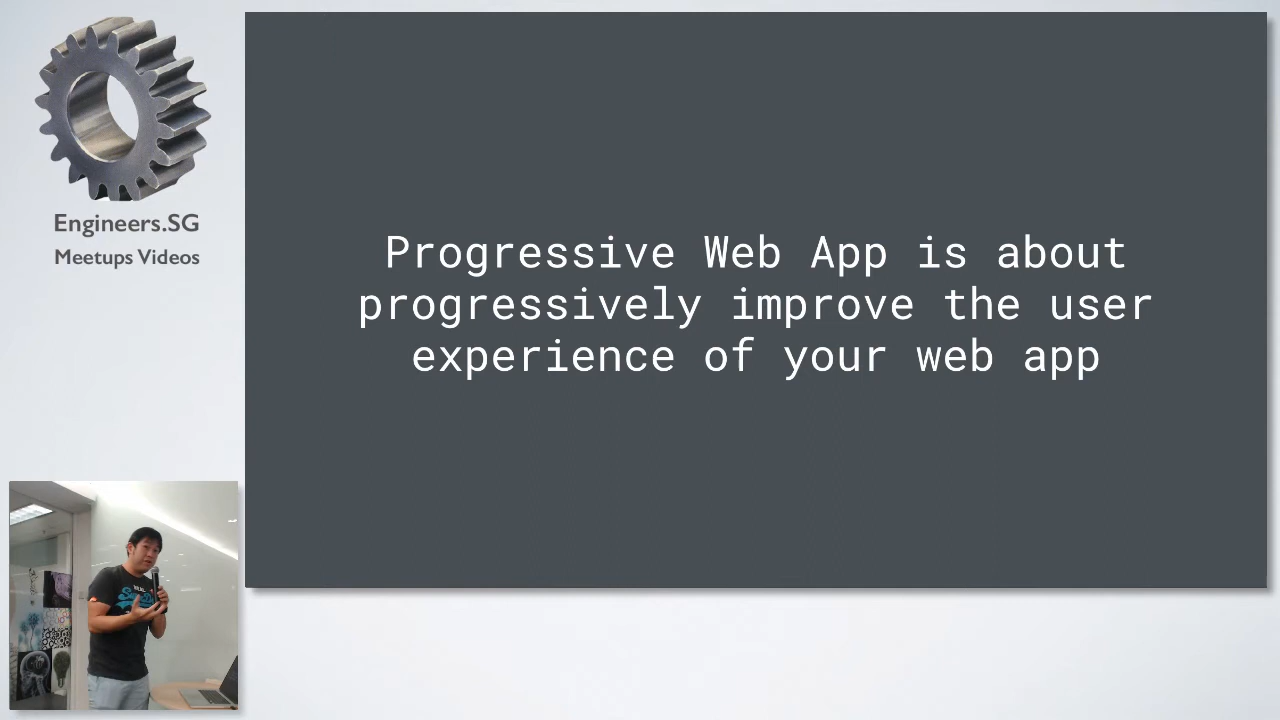 Engineers.SG
Meetups Videos
Progressive Web App is about
progressively improve the user
experience of your web app